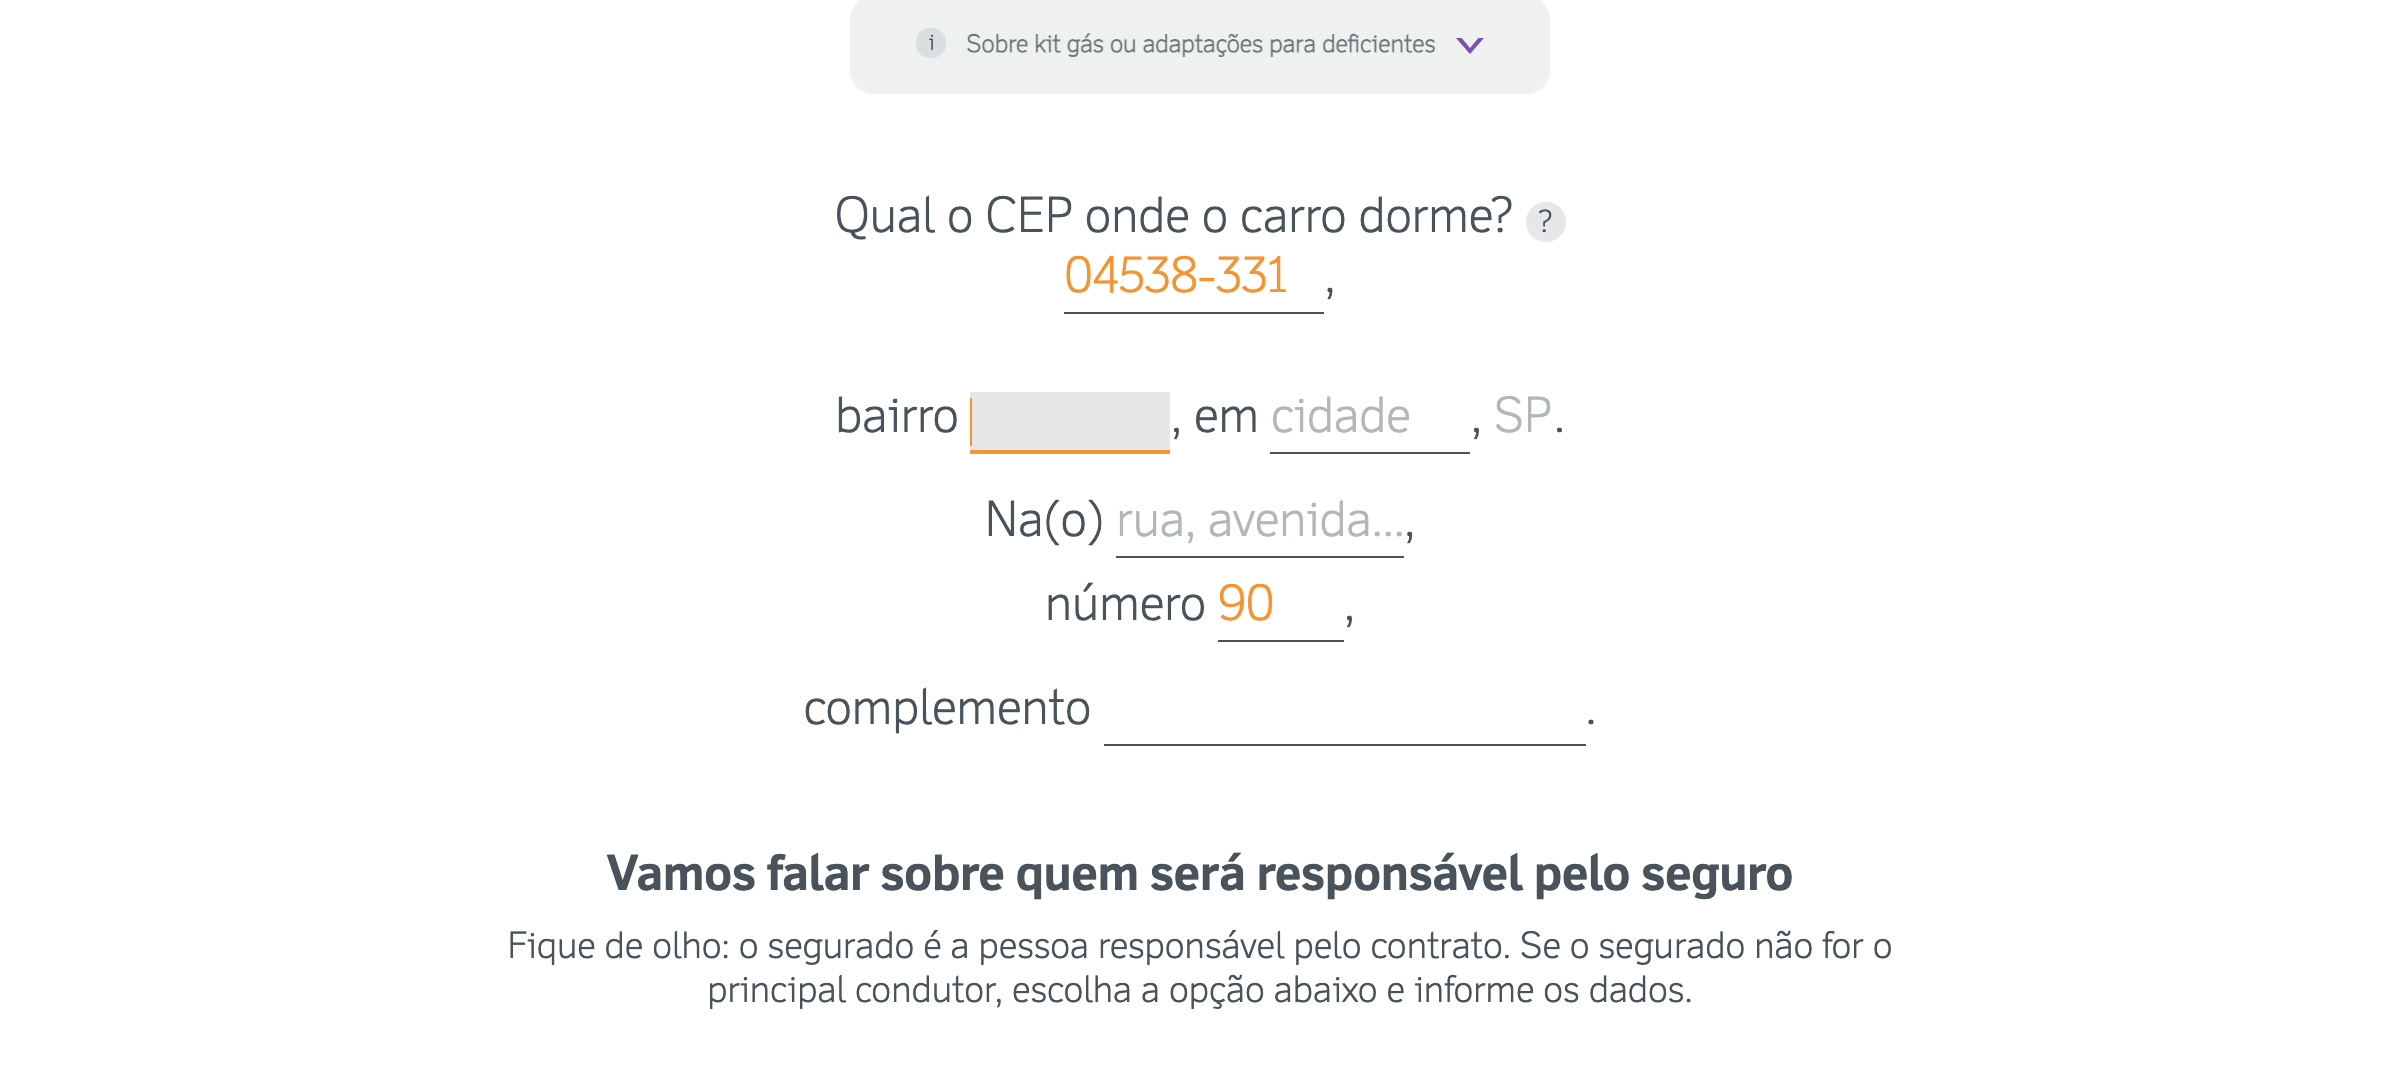 i Sobre kit gás ou adaptações para deficientes
Qual o CEP onde o carro dorme? ?
04538-331 ,
bairro , em cidade , SP.
Na(o) rua, avenida...,
número 90 ,
complemento .
Vamos falar sobre quem será responsável pelo seguro
Fique de olho: o segurado é a pessoa responsável pelo contrato. Se o segurado não for o
principal condutor, escolha a opção abaixo e informe os dados.